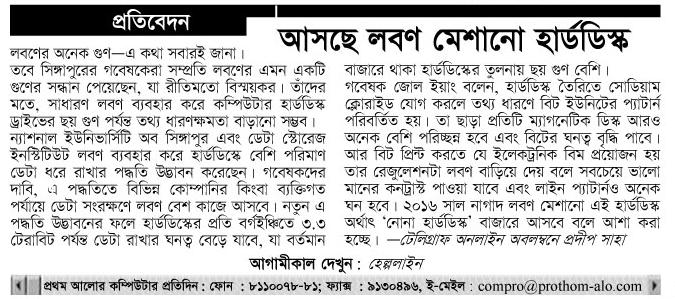 প্রতিবেদন
আসছে লবণ মেশানো হার্ডডিস্ক
লবণের অনেক গুণ—এ কথা সবারই জানা।
তবে সিঙ্গাপুরের গবেষকেরা সম্প্রতি লবণের এমন একটি
গুণের সন্ধান পেয়েছেন, যা রীতিমতো বিস্ময়কর। তাঁদের
মতে, সাধারণ লবণ ব্যবহার করে কম্পিউটার হার্ডডিস্ক
ড্রাইভের ছয় গুণ পর্যন্ত তথ্য ধারণক্ষমতা বাড়ানো সম্ভব।
ন্যাশনাল ইউনিভার্সিটি অব সিঙ্গাপুর এবং ডেটা স্টোরেজ
ইনস্টিটিউট লবণ ব্যবহার করে হার্ডডিস্কে বেশি পরিমাণ
ডেটা ধরে রাখার পদ্ধতি উদ্ভাবন করেছেন। গবেষকদের
দাবি, এ পদ্ধতিতে বিভিন্ন কোম্পানির কিংবা ব্যক্তিগত
পর্যায়ে ডেটা সংরক্ষণে লবণ বেশ কাজে আসবে। নতুন এ
পদ্ধতি উদ্ভাবনের ফলে হার্ডডিস্কের প্রতি বর্গইঞ্চিতে ৩.৩
টেরাবিট পর্যন্ত ডেটা রাখার ঘনত্ব বেড়ে যাবে, যা বর্তমান
বাজারে থাকা হার্ডডিস্কের তুলনায় ছয় গুণ বেশি।
গবেষক জোল ইয়াং বলেন, হার্ডডিস্ক তৈরিতে সোডিয়াম
ক্লোরাইড যোগ করলে তথ্য ধারণে বিট ইউনিটের প্যাটার্ন
পরিবর্তিত হয়। তা ছাড়া প্রতিটি ম্যাগনেটিক ডিস্ক আরও
অনেক বেশি পরিচ্ছন্ন হবে এবং বিটের ঘনত্ব বৃদ্ধি পাবে।
আর বিট প্রিন্ট করতে যে ইলেকট্রনিক বিম প্রয়োজন হয়
তার রেজুলেশনটা লবণ বাড়িয়ে দেয় বলে সবচেয়ে ভালো
মানের কনট্রাস্ট পাওয়া যাবে এবং লাইন প্যাটার্নও অনেক
ঘন হবে। ২০১৬ সাল নাগাদ লবণ মেশানো এই হার্ডডিস্ক
অর্থাৎ 'নোনা হার্ডডিস্ক' বাজারে আসবে বলে আশা করা
হচ্ছে। —টেলিগ্রাফ অনলাইন অবলম্বনে প্রদীপ সাহা
আগামীকাল দেখুন : হেল্পলাইন
প্রথম আলোর কম্পিউটার প্রতিদিন : ফোন : ৮১১০০৭৮-৮১; ফ্যাক্স : ৯১৩০৪৯৬, ই-মেইল : compro@prothom-alo.com